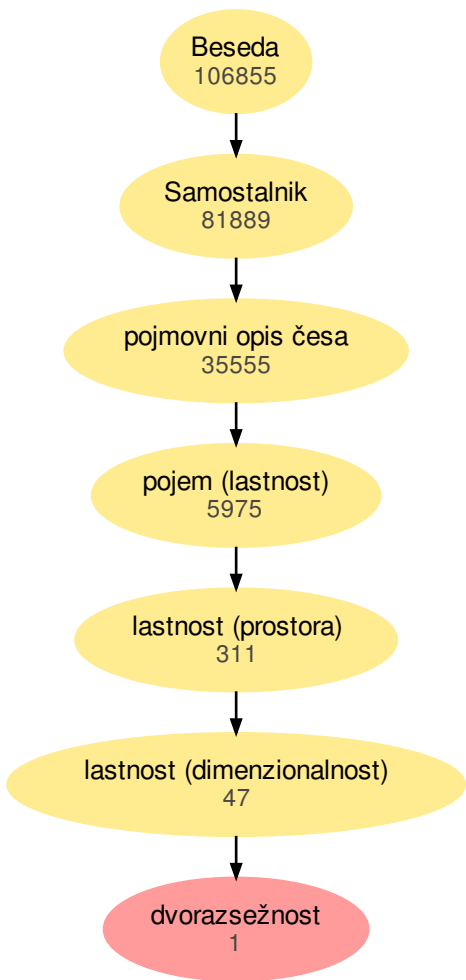 Beseda
106855
Samostalnik
81889
pojmovni opis česa
35555
pojem (lastnost)
5975
lastnost (prostora)
311
lastnost (dimenzionalnost)
47
dvorazsežnost
1